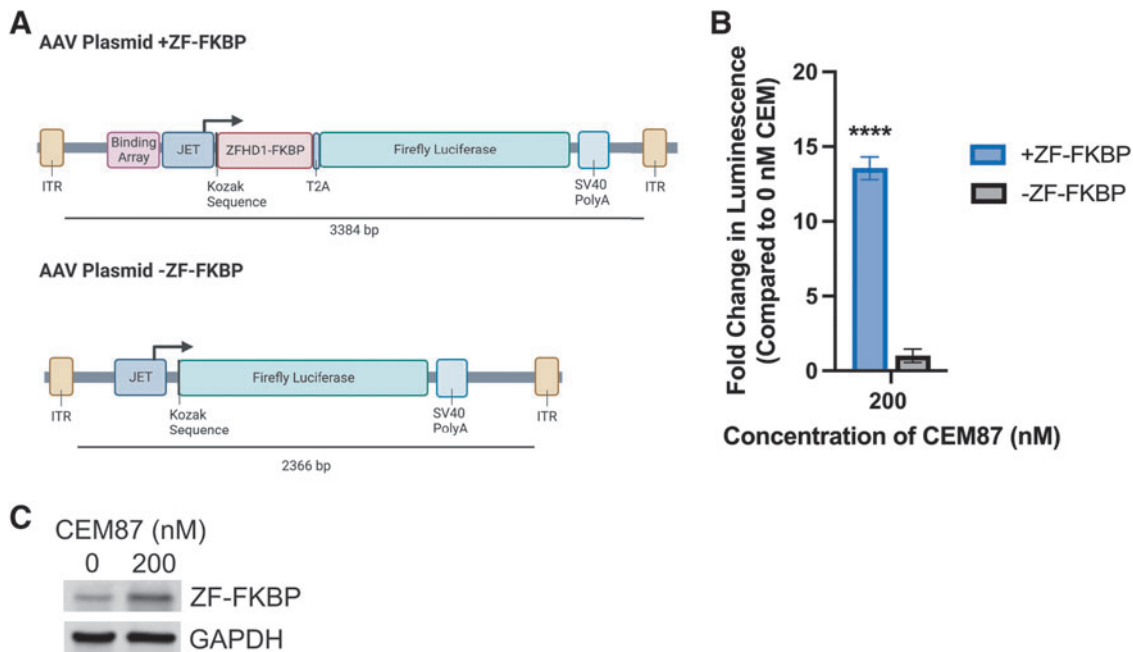 A
AAV Plasmid +ZF-FKBP
Binding
Array
JET
ZFHD1-FKBP
Firefly Luciferase
ITR
Kozak
Sequence
T2A
SV40
PolyA
ITR
3384 bp
AAV Plasmid -ZF-FKBP
JET
Firefly Luciferase
ITR
Kozak
Sequence
SV40
PolyA
ITR
2366 bp
B
Fold Change in Luminescence
(Compared to 0 nM CEM)
20
15
10
5
0
****
200
Concentration of CEM87 (nM)
+ZF-FKBP
-ZF-FKBP
C
CEM87 (nM)
0 200
ZF-FKBP
GAPDH